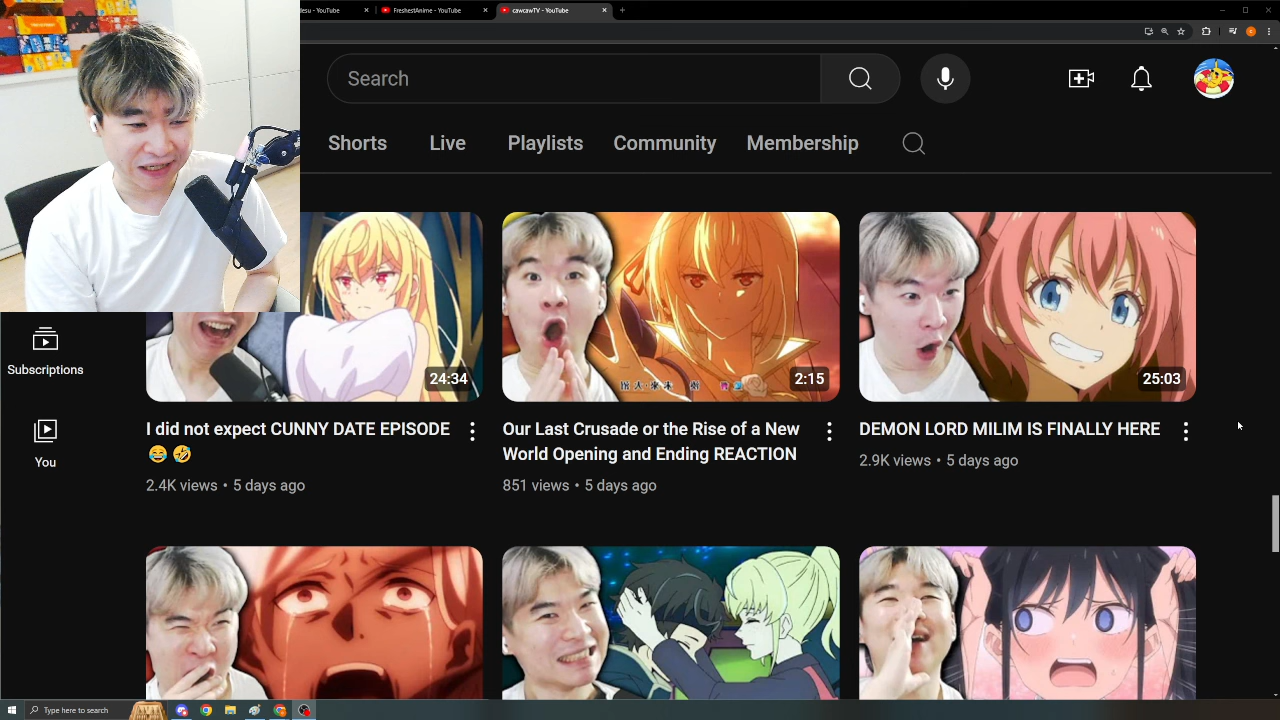 desu - YouTube
FreshestAnime - YouTube
cawcawTV - YouTube
Search
Shorts
Live
Playlists
Community
Membership
Subscriptions
You
24:34
2:15
25:03
I did not expect CUNNY DATE EPISODE
😂 🤣
2.4K views • 5 days ago
Our Last Crusade or the Rise of a New
World Opening and Ending REACTION
851 views • 5 days ago
DEMON LORD MILIM IS FINALLY HERE
2.9K views • 5 days ago
Type here to search